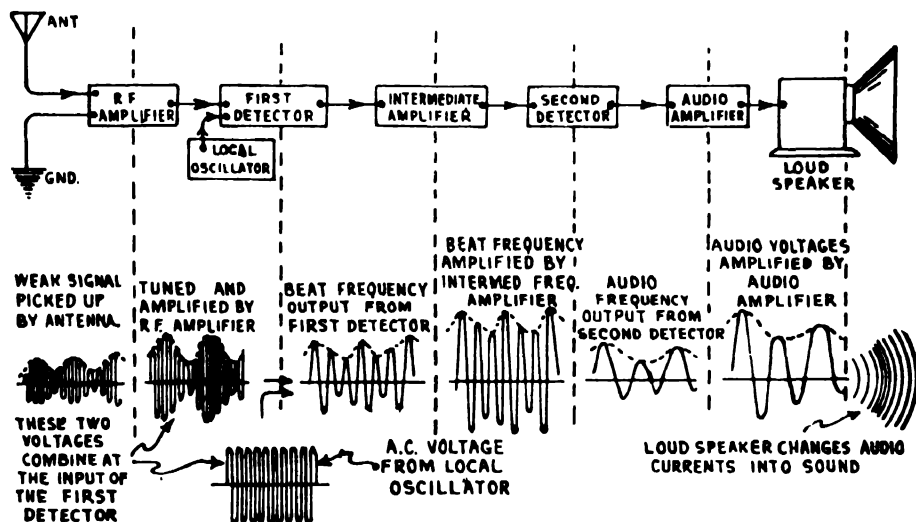 ANT
R F
AMPLIFIER
FIRST
DETECTOR
INTERMEDIATE
AMPLIFIER
SECOND
DETECTOR
AUDIO
AMPLIFIER
LOCAL
OSCILLATOR
GND.
LOUD
SPEAKER
WEAK SIGNAL
PICKED UP
BY ANTENNA.
TUNED AND
AMPLIFIED BY
R F AMPLIFIER
BEAT FREQUENCY
OUTPUT FROM
FIRST DETECTOR
BEAT FREQUENCY
AMPLIFIED BY
INTERMED FREQ.
AMPLIFIER
AUDIO
FREQUENCY
OUTPUT FROM
SECOND DETECTOR
AUDIO VOLTAGES
AMPLIFIED BY
AUDIO
AMPLIFIER
THESE TWO
VOLTAGES
COMBINE AT
THE INPUT OF
THE FIRST
DETECTOR
A.C. VOLTAGE
FROM LOCAL
OSCILLATOR
LOUD SPEAKER CHANGES AUDIO
CURRENTS INTO SOUND